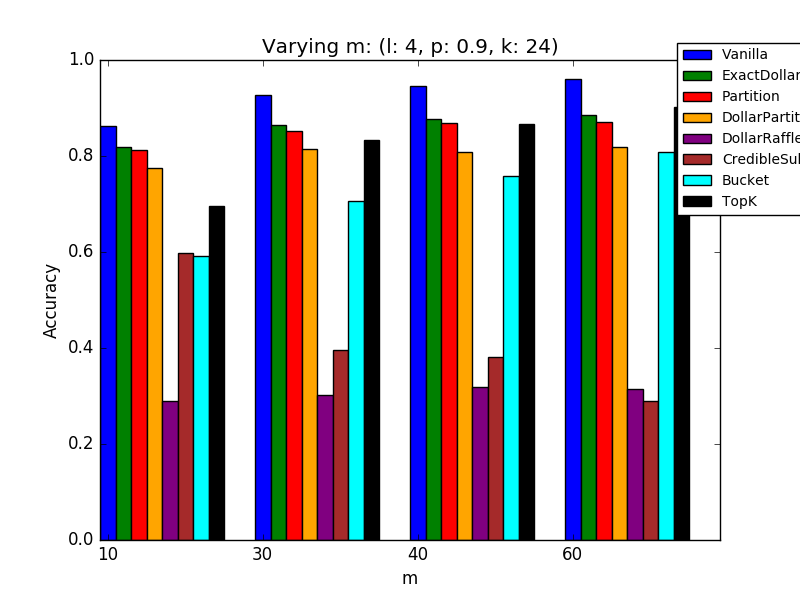 Varying m: (l: 4, p: 0.9, k: 24)
1.0
0.8
0.6
0.4
0.2
0.0
Accuracy
10 30 40 60
m
Vanilla
ExactDollar
Partition
DollarPartit
DollarRaffle
CredibleSu
Bucket
TopK